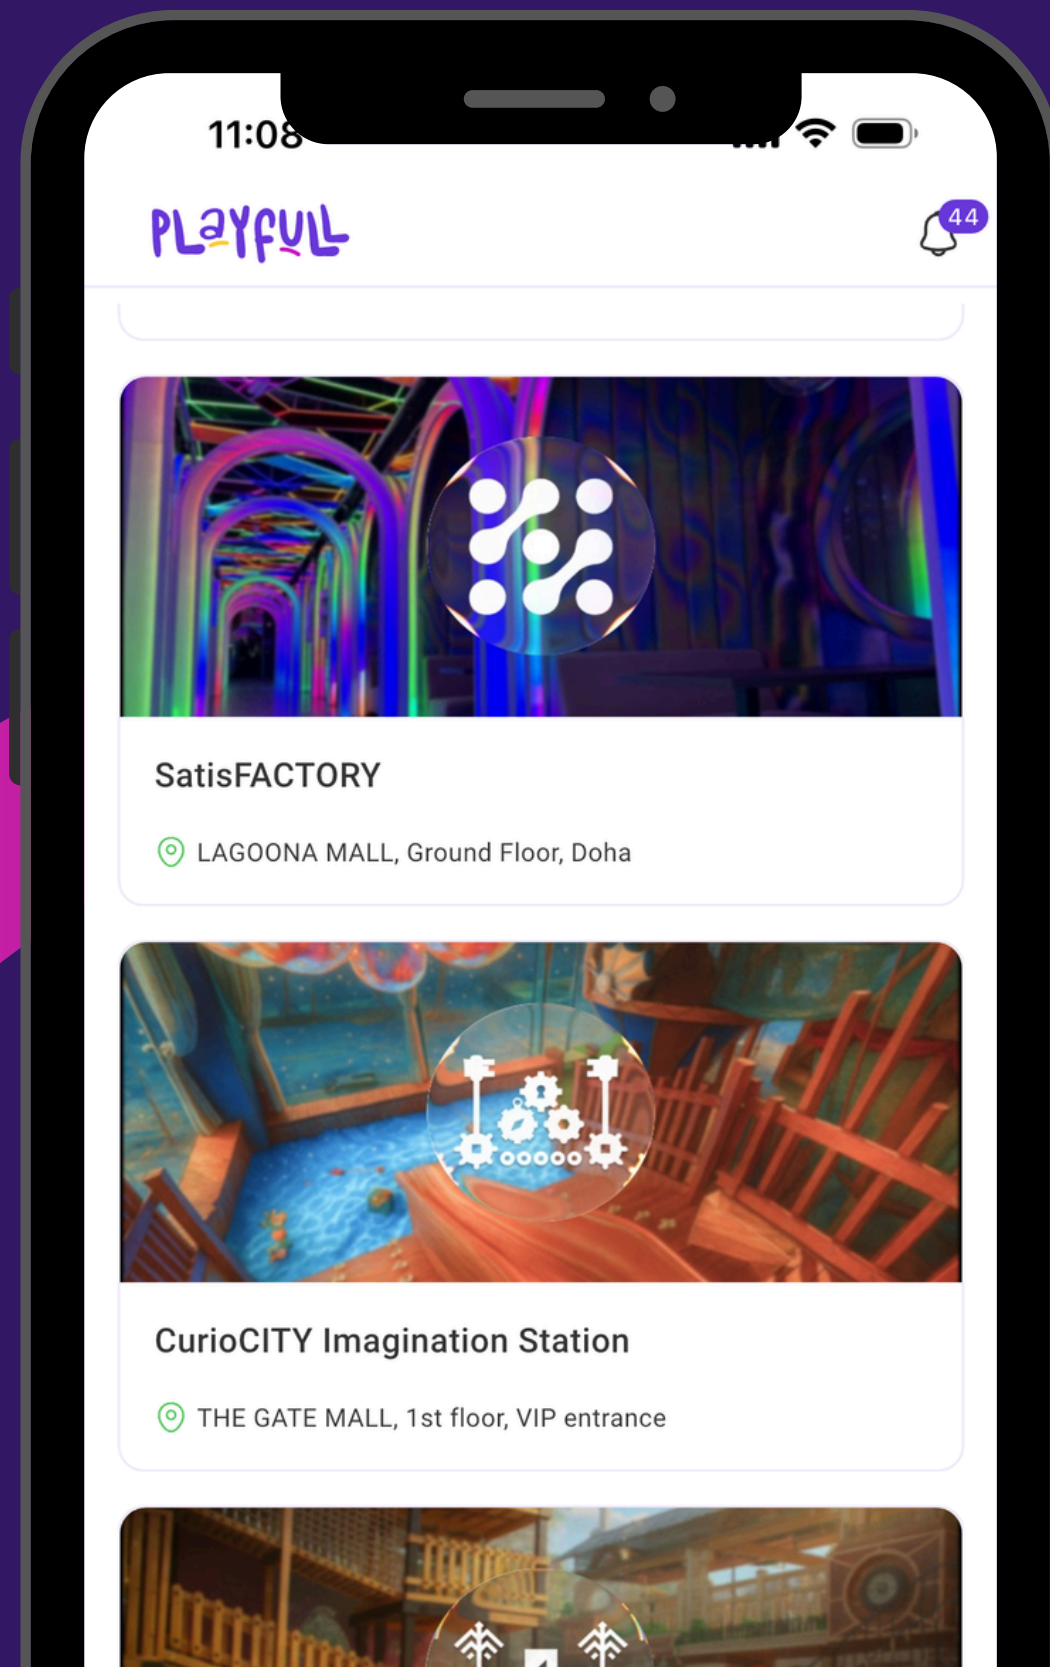 11:08
PLAYFULL
44
SatisFACTORY
LAGOONA MALL, Ground Floor, Doha
CurioCITY Imagination Station
THE GATE MALL, 1st floor, VIP entrance